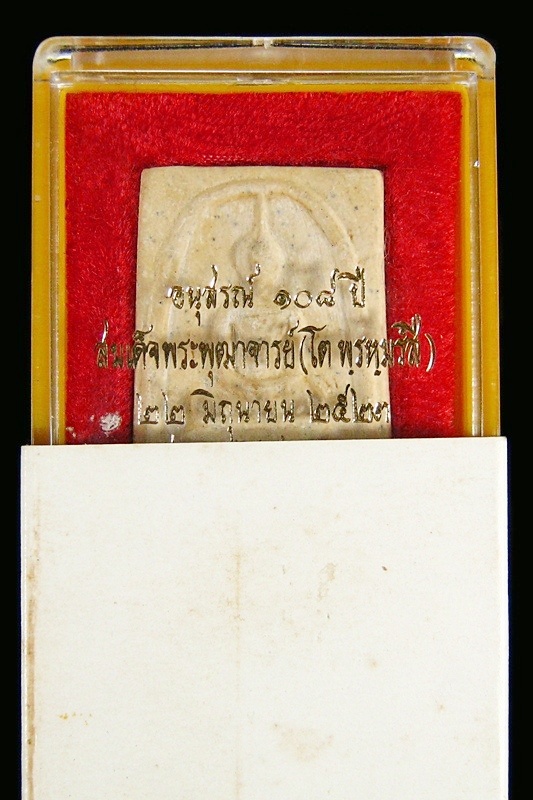 อนุสรณ์ ๑๐๘ ปี
สมเด็จพระพุฒาจารย์ (โต พฺรหฺมรังสี)
๒๒ มิถุนายน ๒๕๒๓